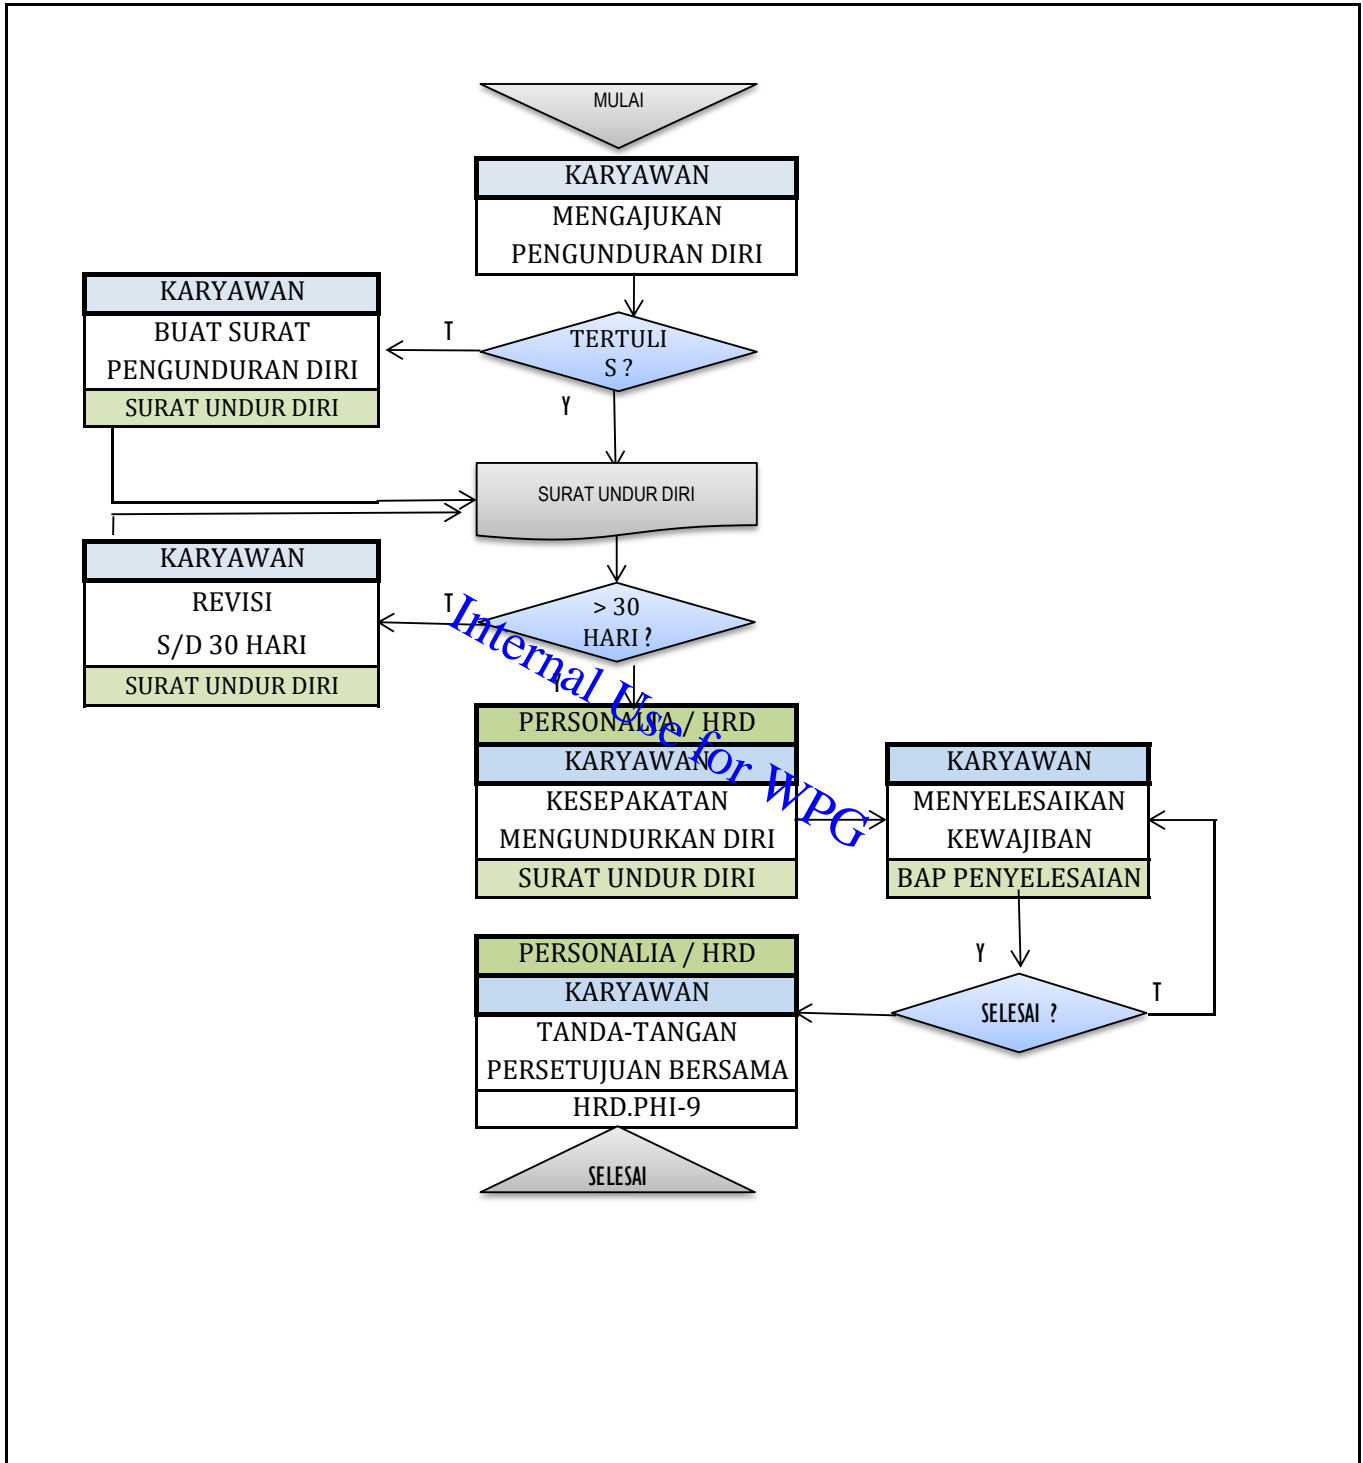 MULAI
KARYAWAN
MENGAJUKAN
PENGUNDURAN DIRI
KARYAWAN
BUAT SURAT
PENGUNDURAN DIRI
SURAT UNDUR DIRI
T
TERTULI
S ?
Y
SURAT UNDUR DIRI
KARYAWAN
REVISI
S/D 30 HARI
SURAT UNDUR DIRI
T
> 30
HARI ?
Y
Internal Use for WPG
PERSONALIA / HRD
KARYAWAN
KESEPAKATAN
MENGUNDURKAN DIRI
SURAT UNDUR DIRI
KARYAWAN
MENYELESAIKAN
KEWAJIBAN
BAP PENYELESAIAN
Y
SELESAI ?
T
PERSONALIA / HRD
KARYAWAN
TANDA-TANGAN
PERSETUJUAN BERSAMA
HRD.PHI-9
SELESAI